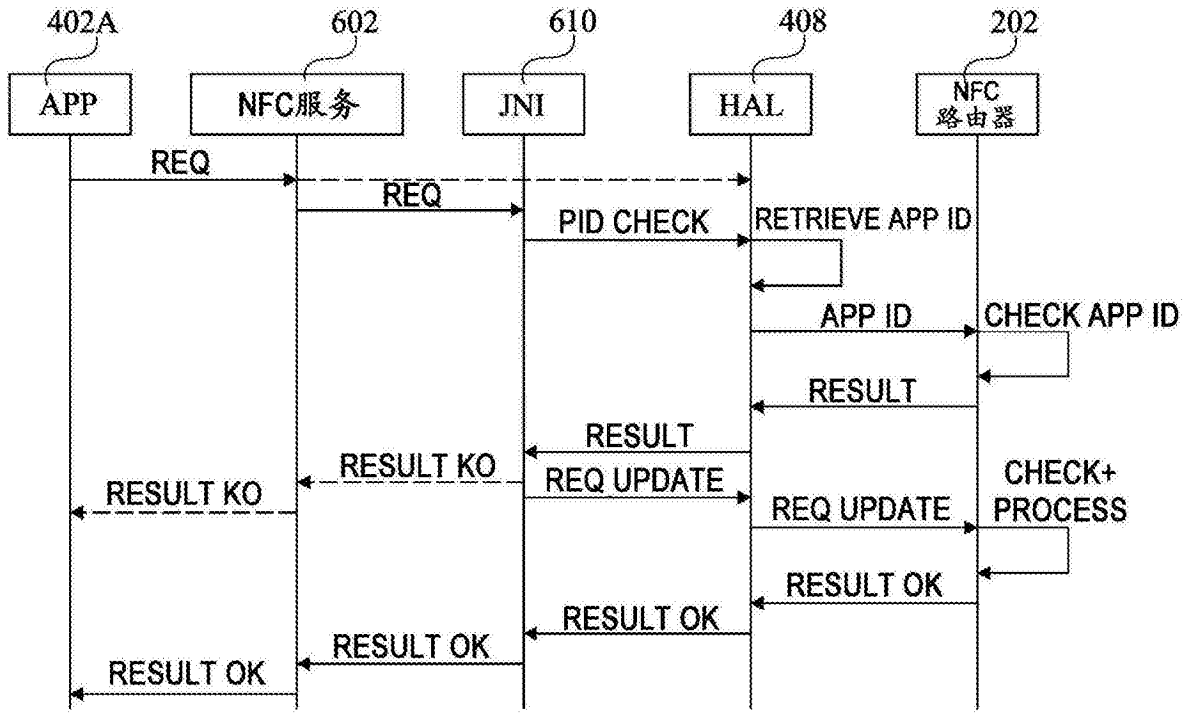 402A
602
610
408
202
APP
NFC服务
JNI
HAL
NFC
路由器
REQ
REQ
PID CHECK
RETRIEVE APP ID
APP ID
CHECK APP ID
RESULT
RESULT
RESULT KO
REQ UPDATE
CHECK+
RESULT KO
REQ UPDATE
PROCESS
RESULT OK
RESULT OK
RESULT OK
RESULT OK